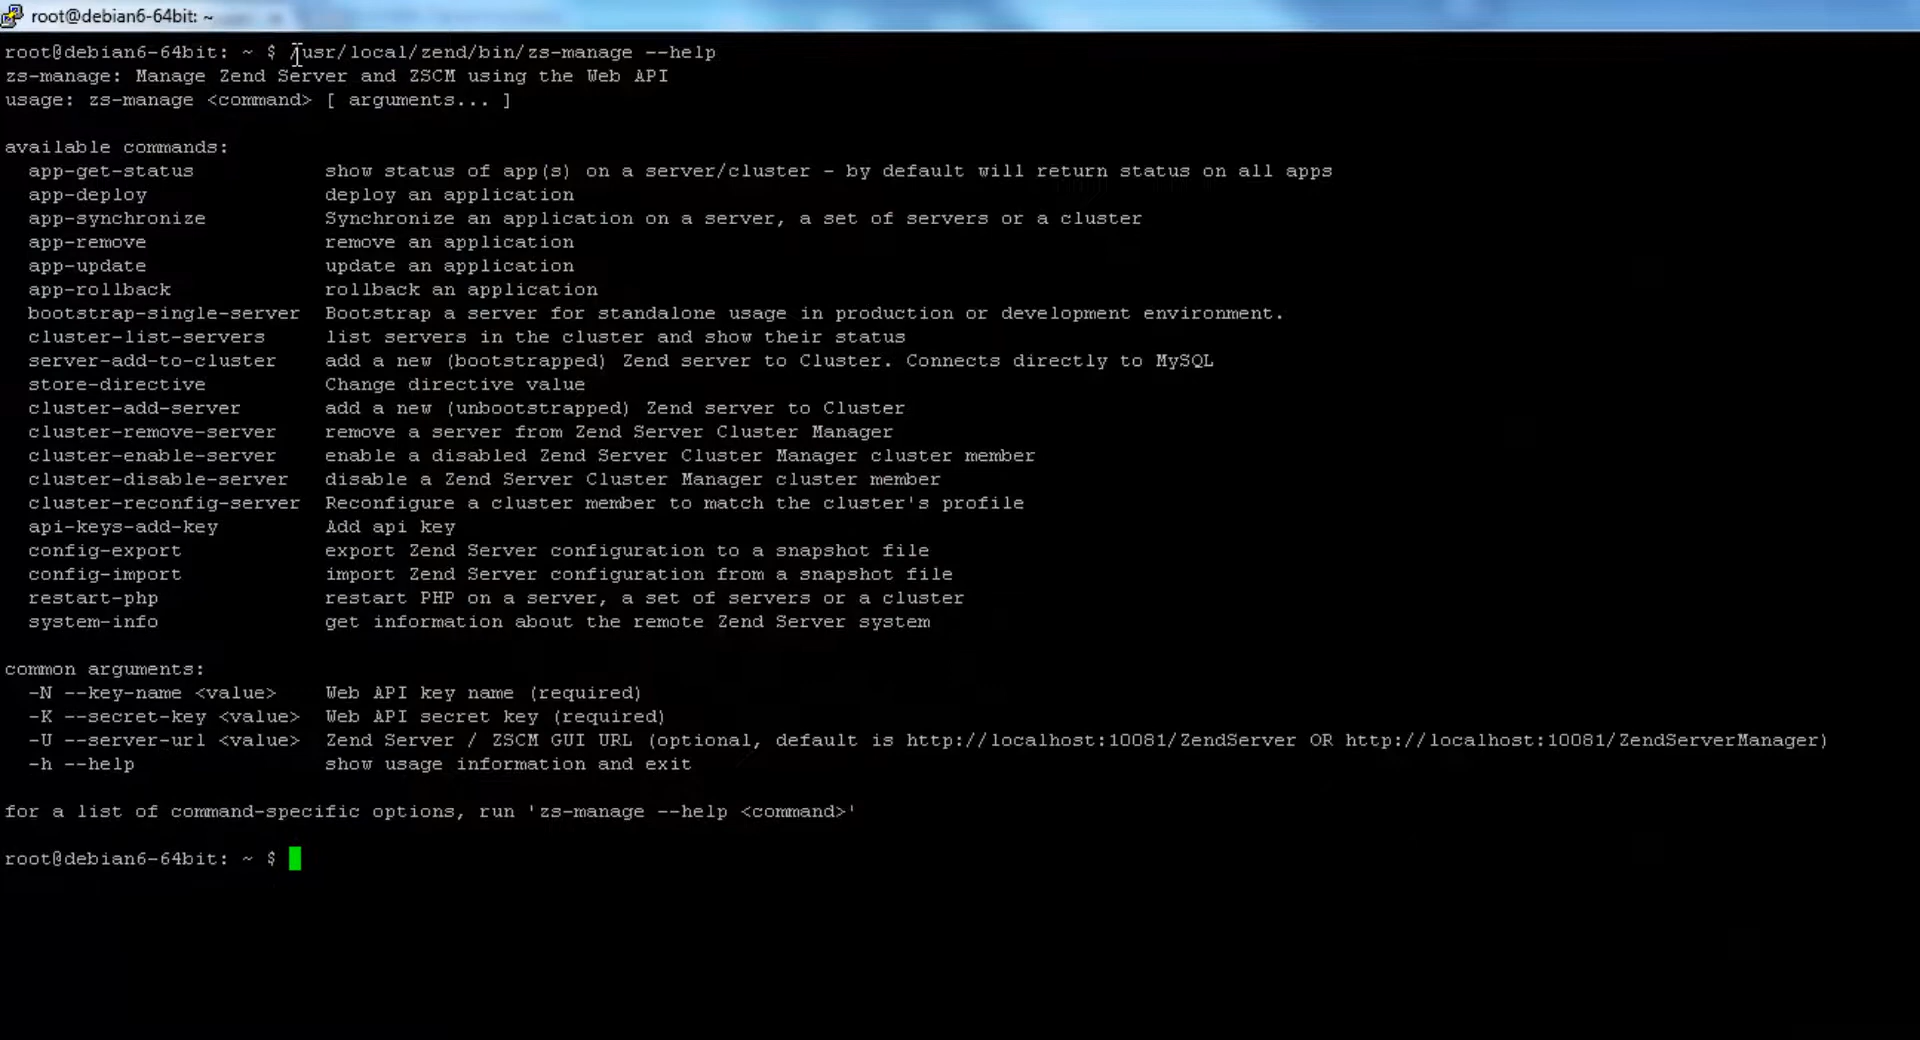 root@debian6-64bit: ~
root@debian6-64bit: ~ $ /usr/local/zend/bin/zs-manage --help
zs-manage: Manage Zend Server and ZSCM using the Web API
usage: zs-manage <command> [ arguments... ]
available commands:
app-get-status show status of app(s) on a server/cluster - by default will return status on all apps
app-deploy deploy an application
app-synchronize Synchronize an application on a server, a set of servers or a cluster
app-remove remove an application
app-update update an application
app-rollback rollback an application
bootstrap-single-server Bootstrap a server for standalone usage in production or development environment.
cluster-list-servers list servers in the cluster and show their status
server-add-to-cluster add a new (bootstrapped) Zend server to Cluster. Connects directly to MySQL
store-directive Change directive value
cluster-add-server add a new (unbootstrapped) Zend server to Cluster
cluster-remove-server remove a server from Zend Server Cluster Manager
cluster-enable-server enable a disabled Zend Server Cluster Manager cluster member
cluster-disable-server disable a Zend Server Cluster Manager cluster member
cluster-reconfig-server Reconfigure a cluster member to match the cluster's profile
api-keys-add-key Add api key
config-export export Zend Server configuration to a snapshot file
config-import import Zend Server configuration from a snapshot file
restart-php restart PHP on a server, a set of servers or a cluster
system-info get information about the remote Zend Server system
common arguments:
-N --key-name <value> Web API key name (required)
-K --secret-key <value> Web API secret key (required)
-U --server-url <value> Zend Server / ZSCM GUI URL (optional, default is http://localhost:10081/ZendServer OR http://localhost:10081/ZendServerManager)
-h --help show usage information and exit
for a list of command-specific options, run 'zs-manage --help <command>'
root@debian6-64bit: ~ $